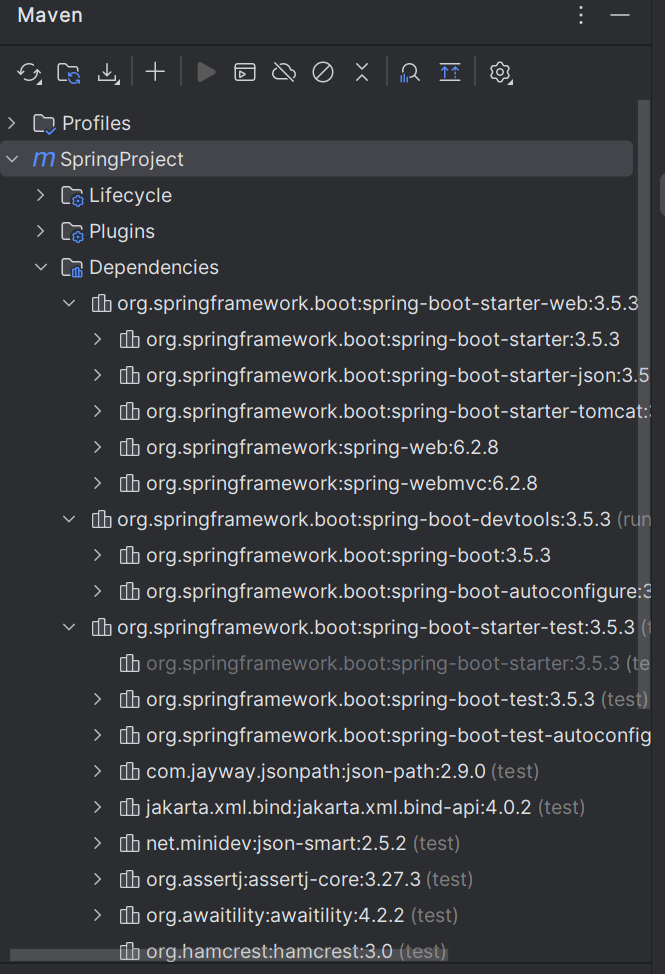 Maven
Profiles
m SpringProject
Lifecycle
Plugins
Dependencies
org.springframework.boot:spring-boot-starter-web:3.5.3
org.springframework.boot:spring-boot-starter:3.5.3
org.springframework.boot:spring-boot-starter-json:3.5
org.springframework.boot:spring-boot-starter-tomcat:
org.springframework:spring-web:6.2.8
org.springframework:spring-webmvc:6.2.8
org.springframework.boot:spring-boot-devtools:3.5.3 (run
org.springframework.boot:spring-boot:3.5.3
org.springframework.boot:spring-boot-autoconfigure:3
org.springframework.boot:spring-boot-starter-test:3.5.3 (t
org.springframework.boot:spring-boot-starter:3.5.3 (te
org.springframework.boot:spring-boot-test:3.5.3 (test)
org.springframework.boot:spring-boot-test-autoconfig
com.jayway.jsonpath:json-path:2.9.0 (test)
jakarta.xml.bind:jakarta.xml.bind-api:4.0.2 (test)
net.minidev:json-smart:2.5.2 (test)
org.assertj:assertj-core:3.27.3 (test)
org.awaitility:awaitility:4.2.2 (test)
org.hamcrest:hamcrest:3.0 (test)